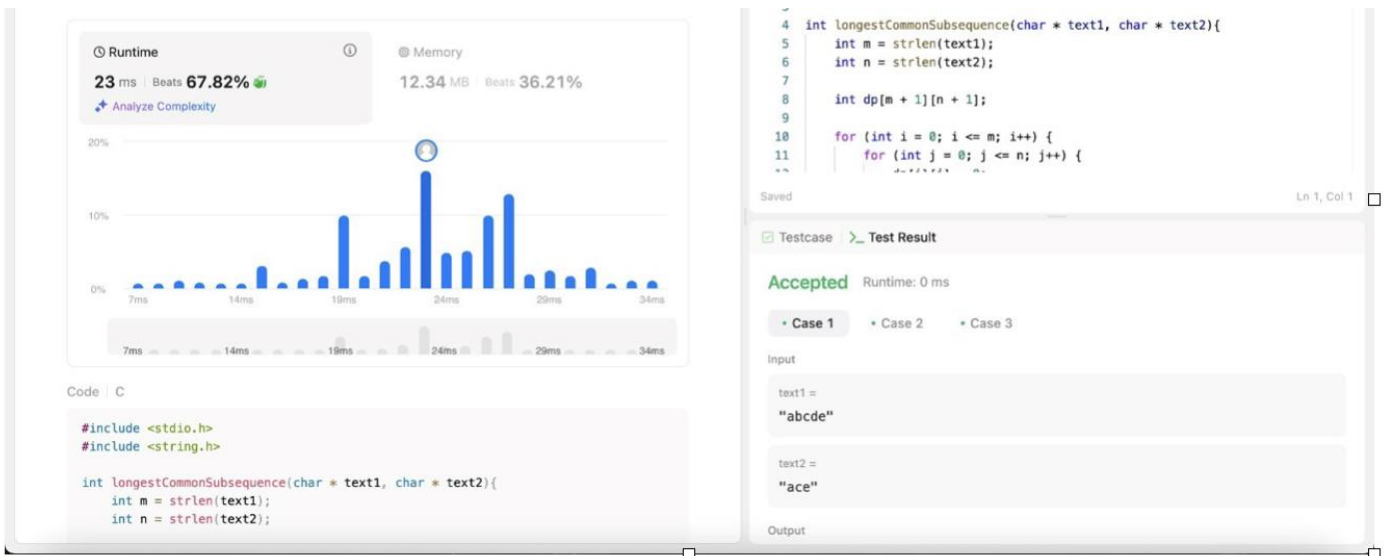 Runtime
Memory
23 ms | Beats 67.82%
12.34 MB | Beats 36.21%
Analyze Complexity
20%
10%
0%
7ms 14ms 19ms 24ms 29ms 34ms
7ms 14ms 19ms 24ms 29ms 34ms
Code | C
#include <stdio.h>
#include <string.h>
int longestCommonSubsequence(char * text1, char * text2){
int m = strlen(text1);
int n = strlen(text2);
4 int longestCommonSubsequence(char * text1, char * text2){
5 int m = strlen(text1);
6 int n = strlen(text2);
7
8 int dp[m + 1][n + 1];
9
10 for (int i = 0; i <= m; i++) {
11 for (int j = 0; j <= n; j++) {
Saved
Ln 1, Col 1
Testcase | >_ Test Result
Accepted Runtime: 0 ms
• Case 1 • Case 2 • Case 3
Input
text1 =
"abcde"
text2 =
"ace"
Output